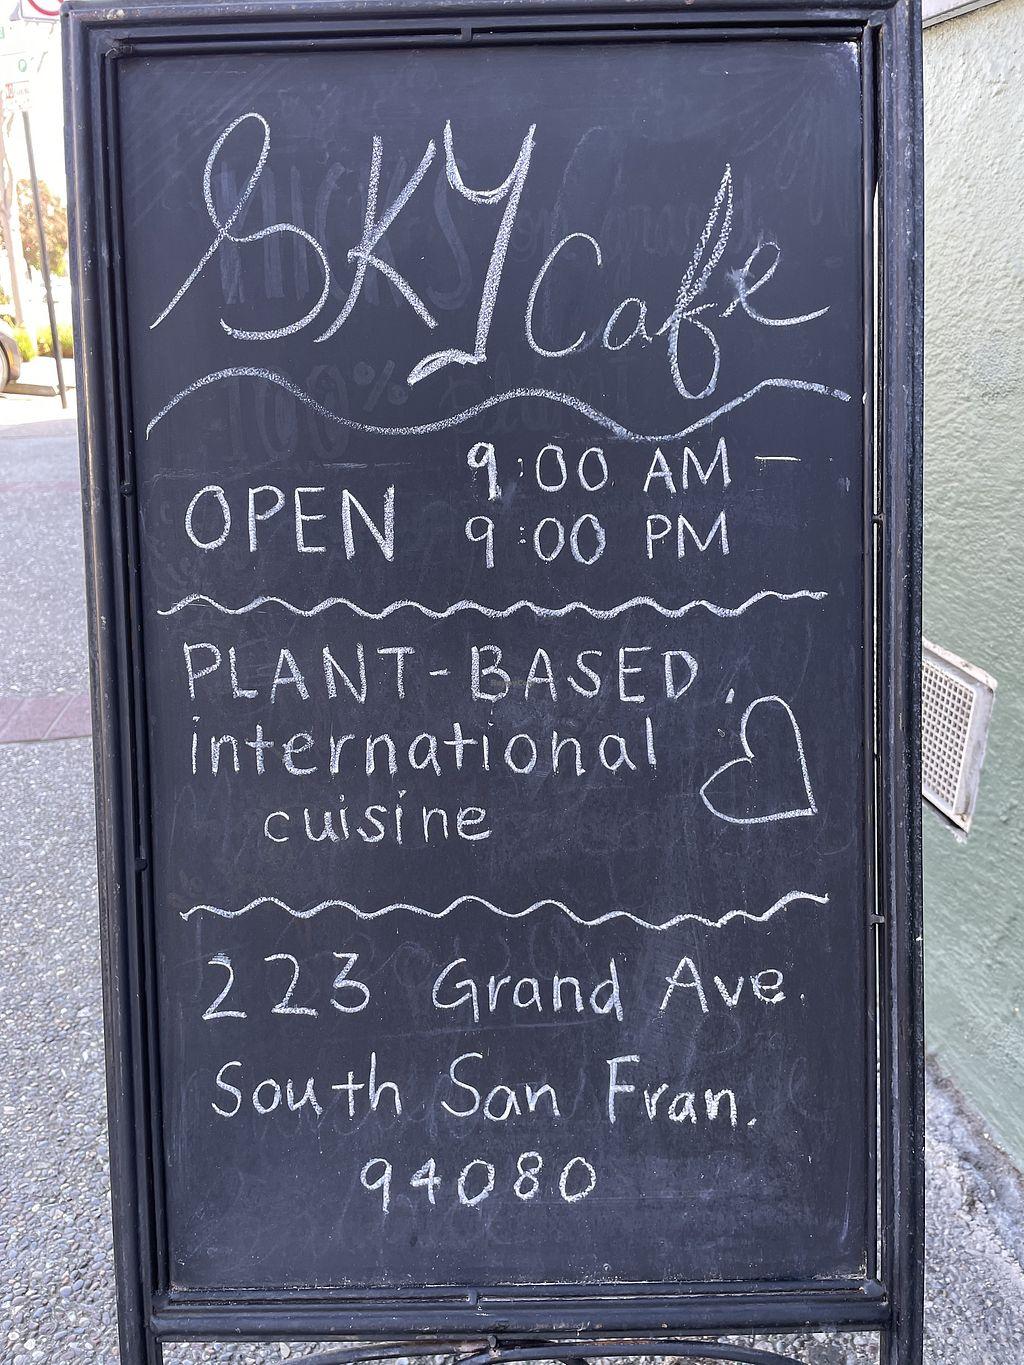 SKY Cafe
9:00 AM —
OPEN
9:00 PM
PLANT-BASED
international
cuisine
223 Grand Ave.
South San Fran.
94080